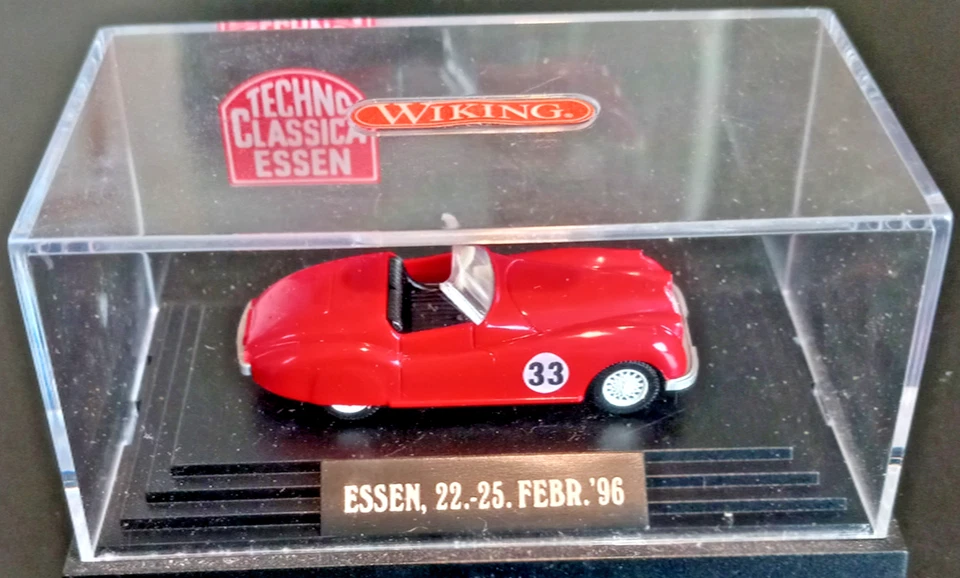 TECHNO
CLASSICA
ESSEN
WIKING®
33
ESSEN, 22.-25. FEBR.'96